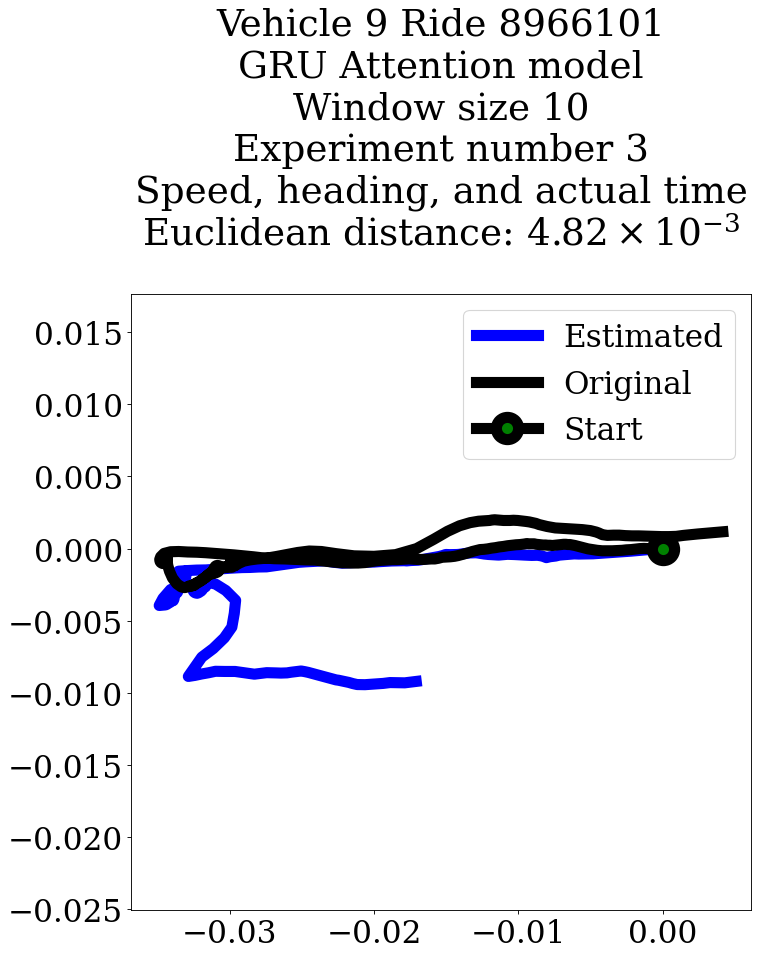 Vehicle 9 Ride 8966101
GRU Attention model
Window size 10
Experiment number 3
Speed, heading, and actual time
Euclidean distance: 4.82 × 10⁻³
Estimated
Original
Start
0.015
0.010
0.005
0.000
−0.005
−0.010
−0.015
−0.020
−0.025
−0.03
−0.02
−0.01
0.00